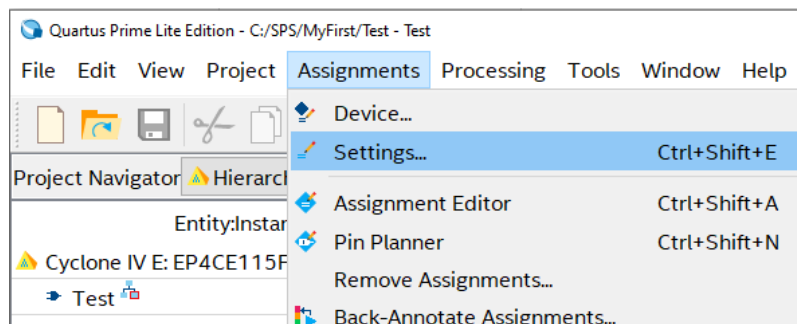 Quartus Prime Lite Edition - C:/SPS/MyFirst/Test - Test
File Edit View Project Assignments Processing Tools Window Help
Device...
Settings... Ctrl+Shift+E
Project Navigator Hierarch
Assignment Editor Ctrl+Shift+A
Entity:Instan
Pin Planner Ctrl+Shift+N
Cyclone IV E: EP4CE115F
Remove Assignments...
Test
Back-Annotate Assignments...